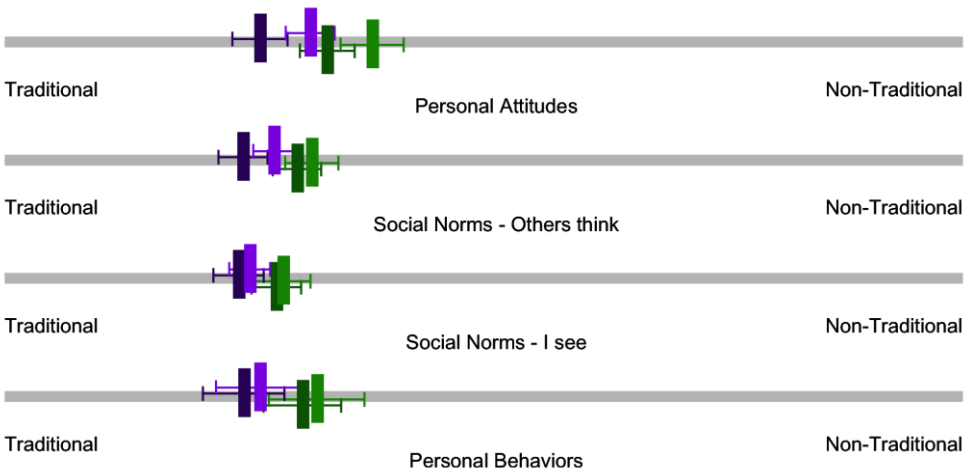 Traditional
Non-Traditional
Personal Attitudes
Traditional
Non-Traditional
Social Norms - Others think
Traditional
Non-Traditional
Social Norms - I see
Traditional
Non-Traditional
Personal Behaviors